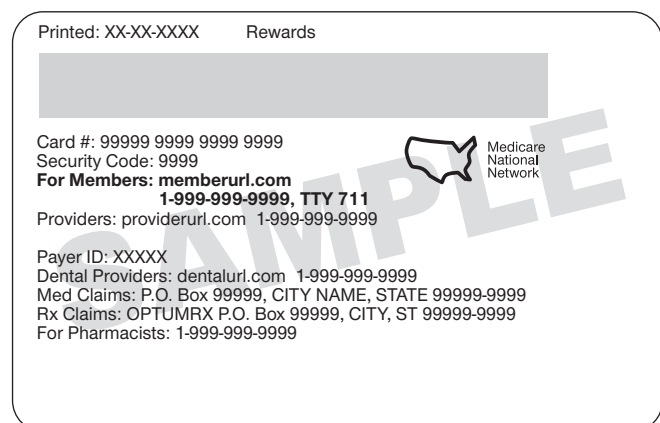 Printed: XX-XX-XXXX Rewards
Card #: 99999 9999 9999 9999
Security Code: 9999
For Members: memberurl.com
1-999-999-9999, TTY 711
Providers: providerurl.com 1-999-999-9999
Medicare
National
Network
Payer ID: XXXXX
Dental Providers: dentalurl.com 1-999-999-9999
Med Claims: P.O. Box 99999, CITY NAME, STATE 99999-9999
Rx Claims: OPTUMRX P.O. Box 99999, CITY, ST 99999-9999
For Pharmacists: 1-999-999-9999
SAMPLE